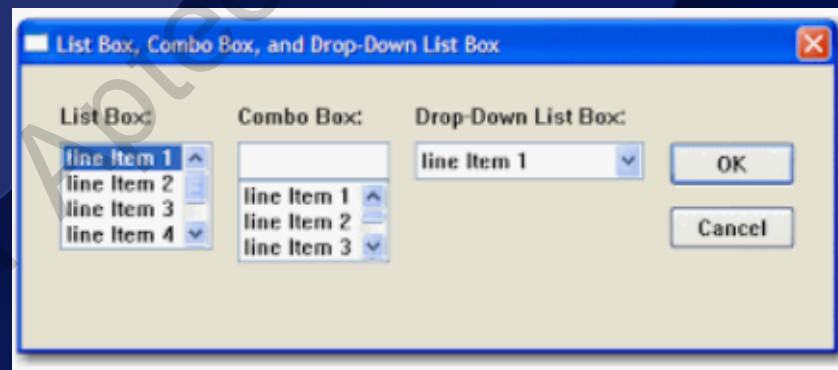 List Box, Combo Box, and Drop-Down List Box
List Box:
line Item 1
line Item 2
line Item 3
line Item 4
Combo Box:
line Item 1
line Item 2
line Item 3
Drop-Down List Box:
line Item 1
OK
Cancel